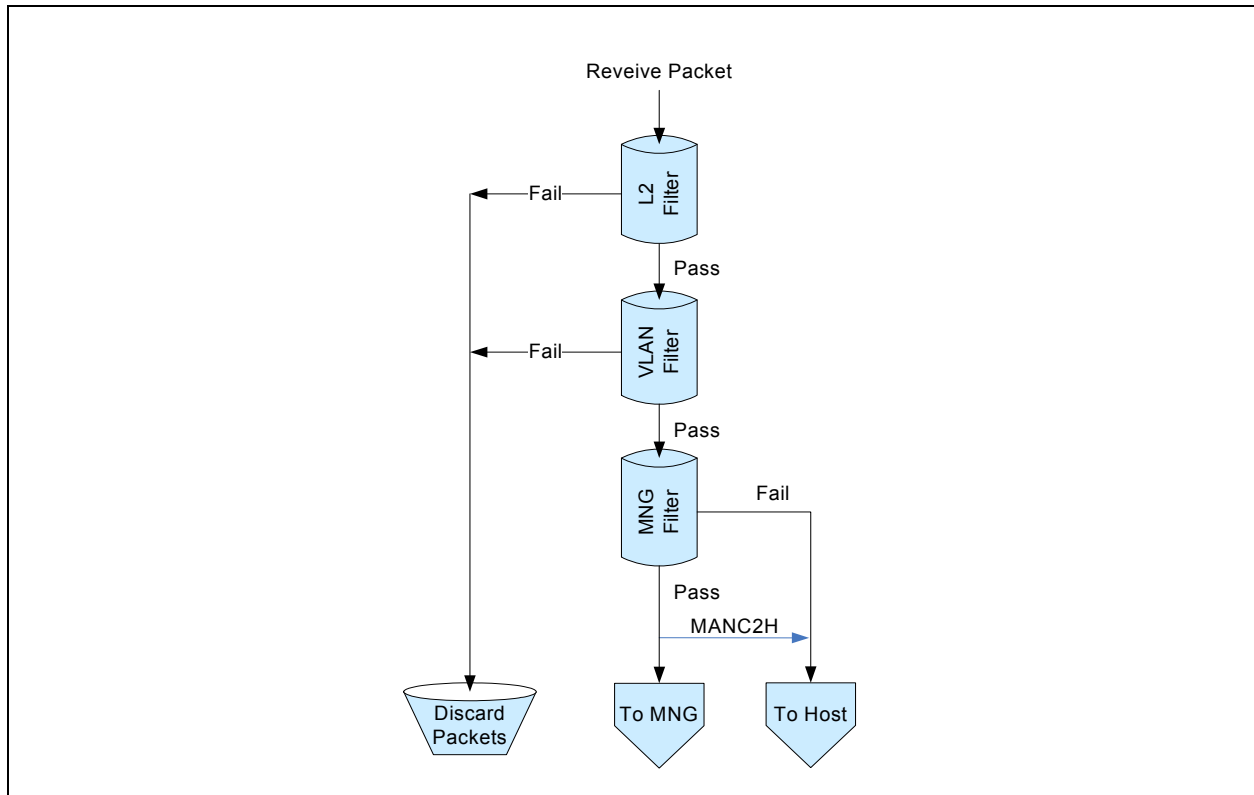 Reveive Packet
L2
Filter
Fail
Pass
VLAN
Filter
Fail
Pass
MNG
Filter
Fail
Pass
MANC2H
Discard
Packets
To MNG
To Host